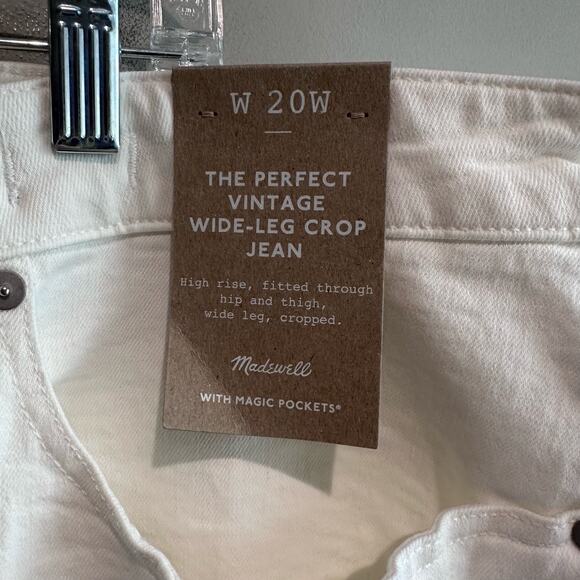 W 20W
THE PERFECT
VINTAGE
WIDE-LEG CROP
JEAN
High rise, fitted through
hip and thigh,
wide leg, cropped.
Madewell
WITH MAGIC POCKETS®